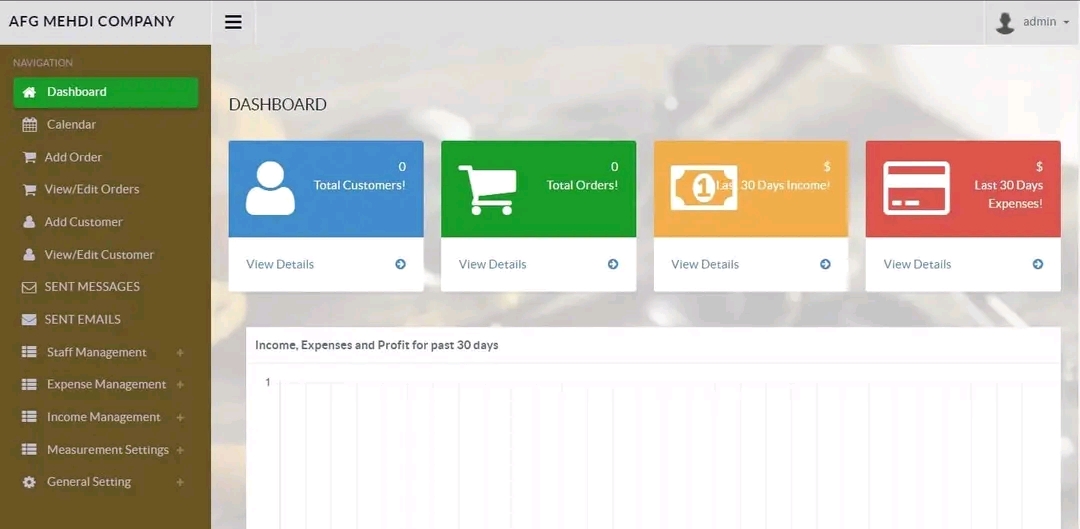 AFG MEHDI COMPANY
admin
NAVIGATION
Dashboard
Calendar
Add Order
View/Edit Orders
Add Customer
View/Edit Customer
SENT MESSAGES
SENT EMAILS
Staff Management +
Expense Management +
Income Management +
Measurement Settings +
General Setting +
DASHBOARD
0
Total Customers!
View Details
0
Total Orders!
View Details
1
$
Last 30 Days Income!
View Details
$
Last 30 Days
Expenses!
View Details
Income, Expenses and Profit for past 30 days
1